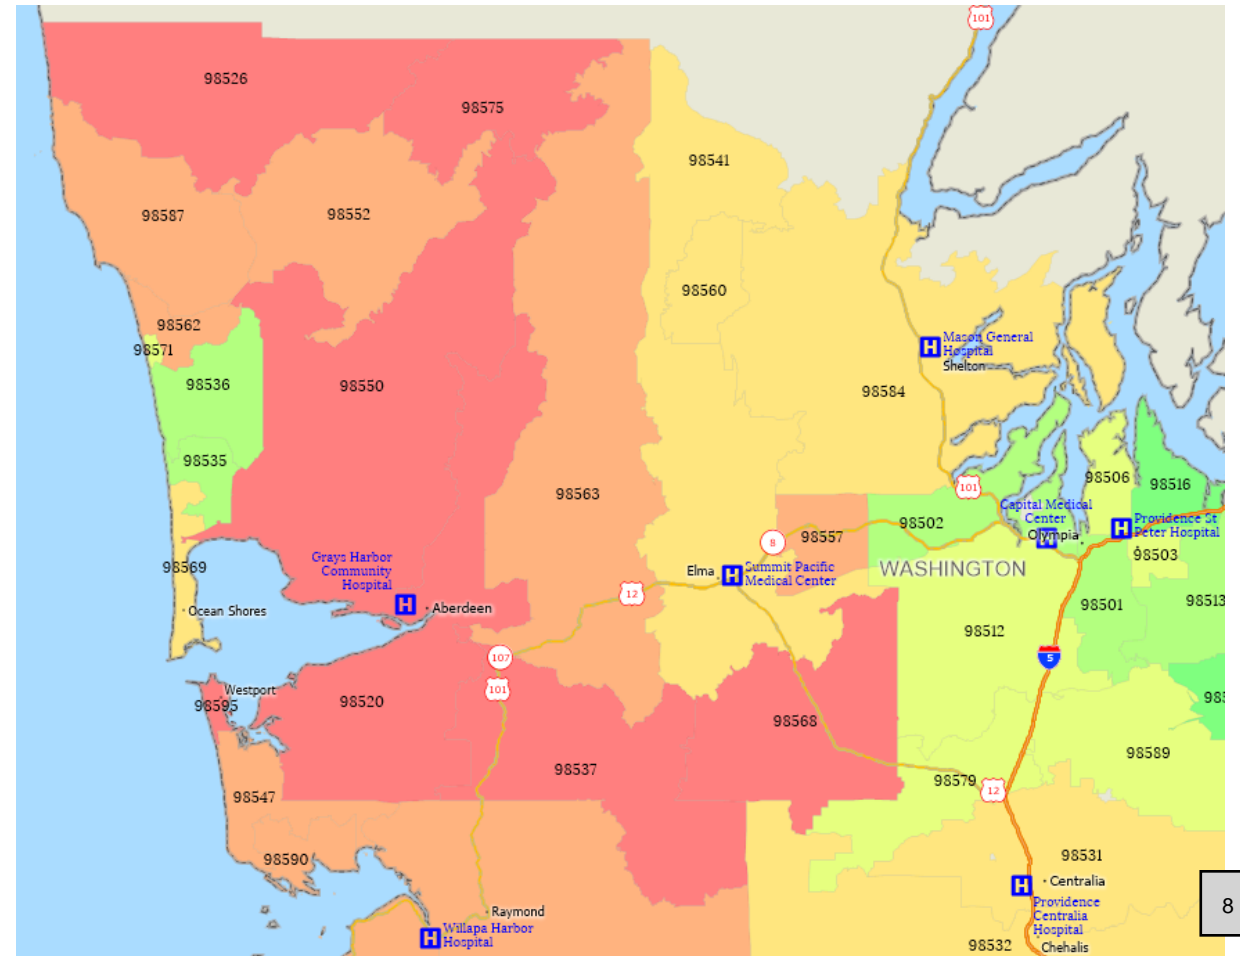 101
98526
98575
98541
98587
98552
98560
98562
98571
98536
98550
Mason General
Hospital
Shelton
98584
98535
98563
101
98506
98516
Capital Medical
Center
98502
Providence St
Peter Hospital
Olympia
8
98557
98503
Grays Harbor
Community
Hospital
98569
Elma
Summit Pacific
Medical Center
WASHINGTON
12
Ocean Shores
Aberdeen
98501
98513
98512
107
5
101
Westport
98595
98520
98568
98537
98589
98579
12
98547
98590
98531
Centralia
Providence
Centralia
Hospital
8
Raymond
Willapa Harbor
Hospital
98532
Chehalis